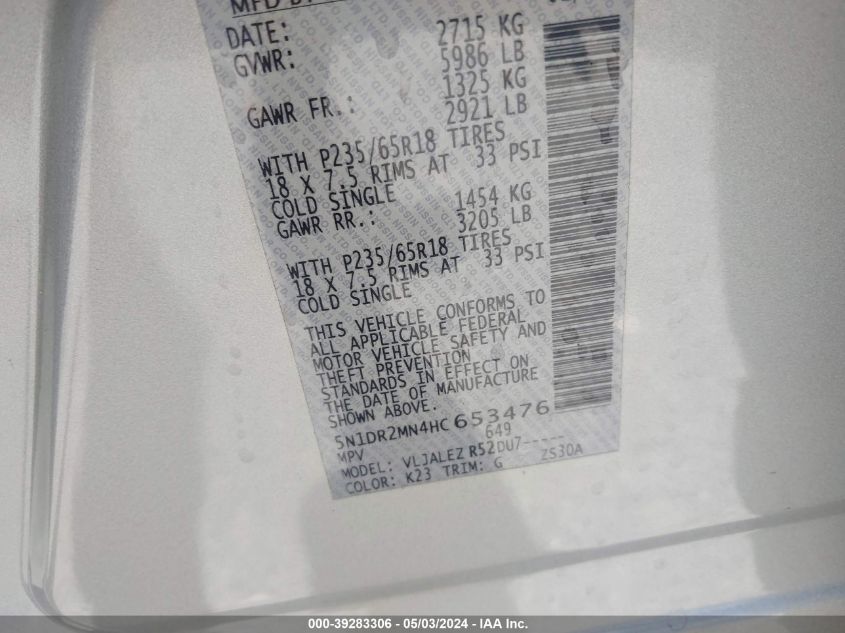 MFD BY
DATE:
2715 KG
GVWR:
5986 LB
1325 KG
GAWR FR.:
2921 LB
WITH P235/65R18 TIRES
18 X 7.5 RIMS AT 33 PSI
COLD SINGLE
1454 KG
GAWR RR.:
3205 LB
WITH P235/65R18 TIRES
18 X 7.5 RIMS AT 33 PSI
COLD SINGLE
THIS VEHICLE CONFORMS TO
ALL APPLICABLE FEDERAL
MOTOR VEHICLE SAFETY AND
THEFT PREVENTION
STANDARDS IN EFFECT ON
THE DATE OF MANUFACTURE
SHOWN ABOVE.
5N1DR2MN4HC653476
MPV 649
MODEL: VLJALEZ R52DU7-----
COLOR: K23 TRIM: G ZS30A
000-39283306 - 05/03/2024 - IAA Inc.